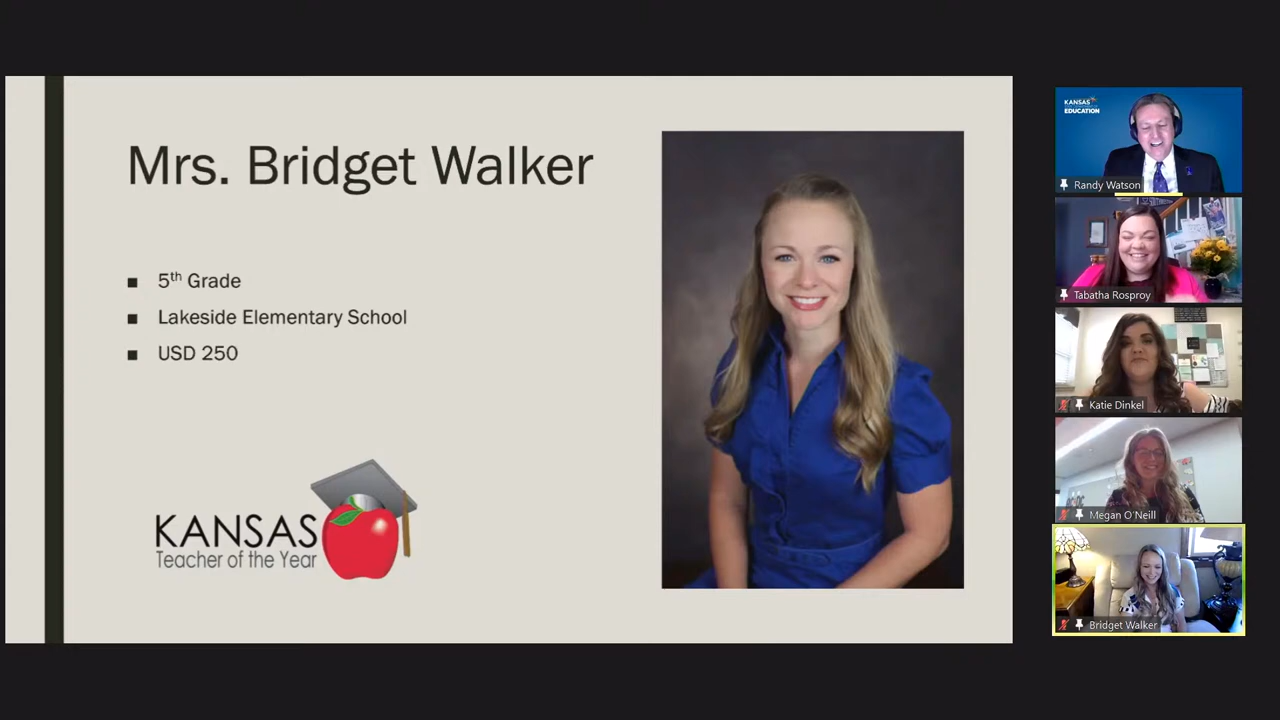 Mrs. Bridget Walker
5th Grade
Lakeside Elementary School
USD 250
KANSAS
Teacher of the Year
KANSAS
EDUCATION
Randy Watson
Tabatha Rosproy
Katie Dinkel
Megan O'Neill
Bridget Walker